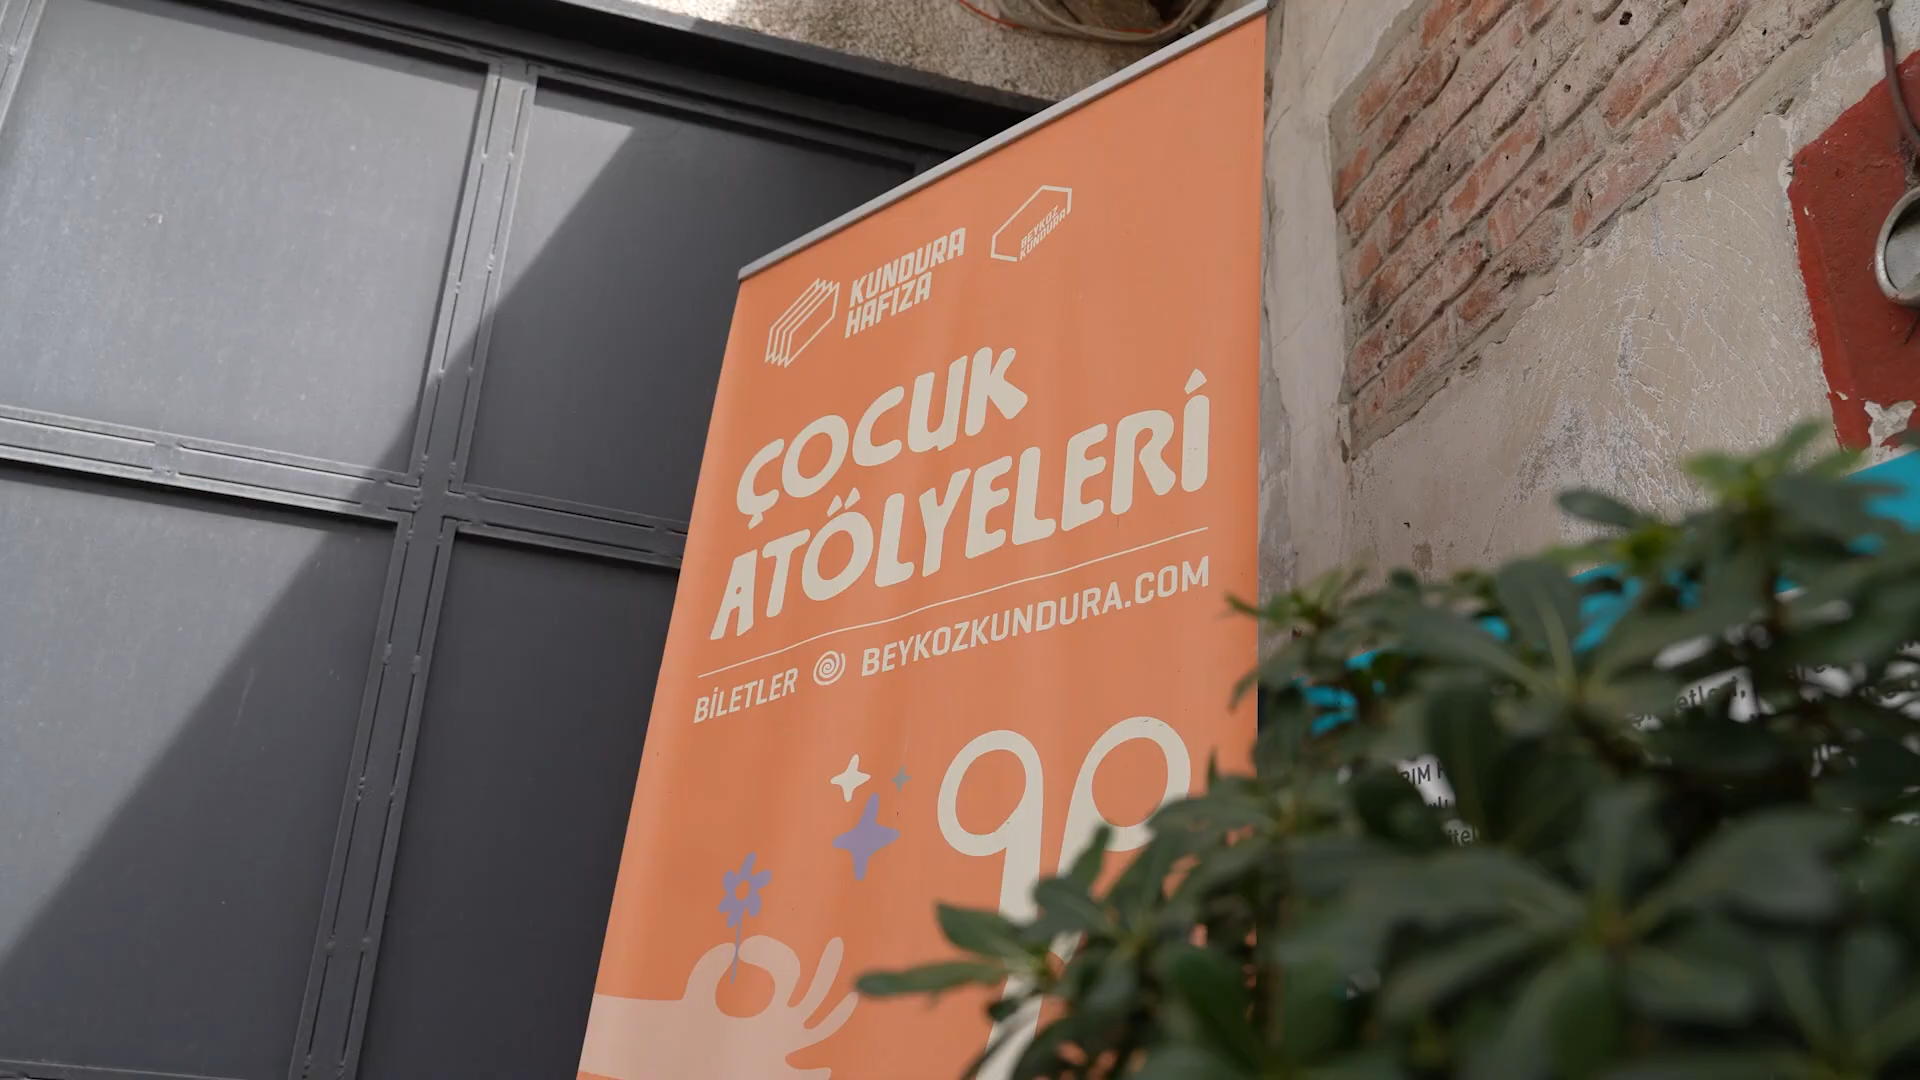 KUNDURA
HAFIZA
BEYKOZ
KUNDURA
ÇOCUK
ATÖLYELERİ
BİLETLER BEYKOZKUNDURA.COM